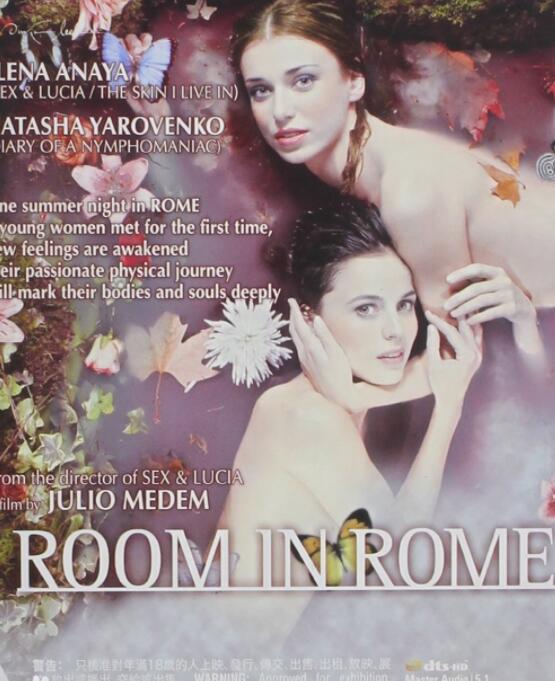 LENA ANAYA
EX & LUCIA / THE SKIN I LIVE IN)
ATASHA YAROVENKO
IARY OF A NYMPHOMANIAC)
ne summer night in ROME
young women met for the first time,
ew feelings are awakened
eir passionate physical journey
ill mark their bodies and souls deeply
rom the director of SEX & LUCIA
film by JULIO MEDEM
ROOM IN ROME
警告： 只核准對年滿18歲的人上映、發行、傳交、出售、出租、放映、展
WARNING: Approved for exhibition
dts-HD
Master Audio 5.1